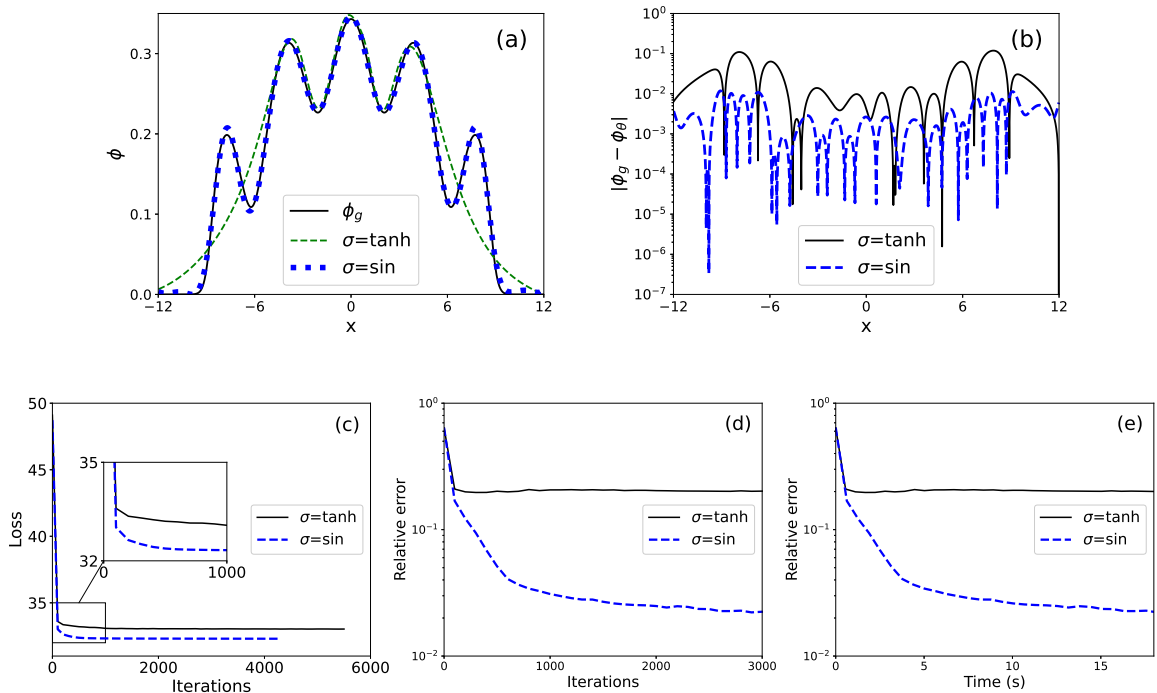 (a)
ϕ
0.3
0.2
0.1
0.0
−12
−6
0
6
12
x
ϕ_g
σ=tanh
σ=sin
(b)
|ϕ_g − ϕ_θ|
10^0
10^−1
10^−2
10^−3
10^−4
10^−5
10^−6
10^−7
−12
−6
0
6
12
x
σ=tanh
σ=sin
(c)
Loss
50
45
40
35
0
2000
4000
6000
Iterations
35
32
0
1000
σ=tanh
σ=sin
(d)
Relative error
10^0
10^−1
10^−2
0
1000
2000
3000
Iterations
σ=tanh
σ=sin
(e)
Relative error
10^0
10^−1
10^−2
0
5
10
15
Time (s)
σ=tanh
σ=sin